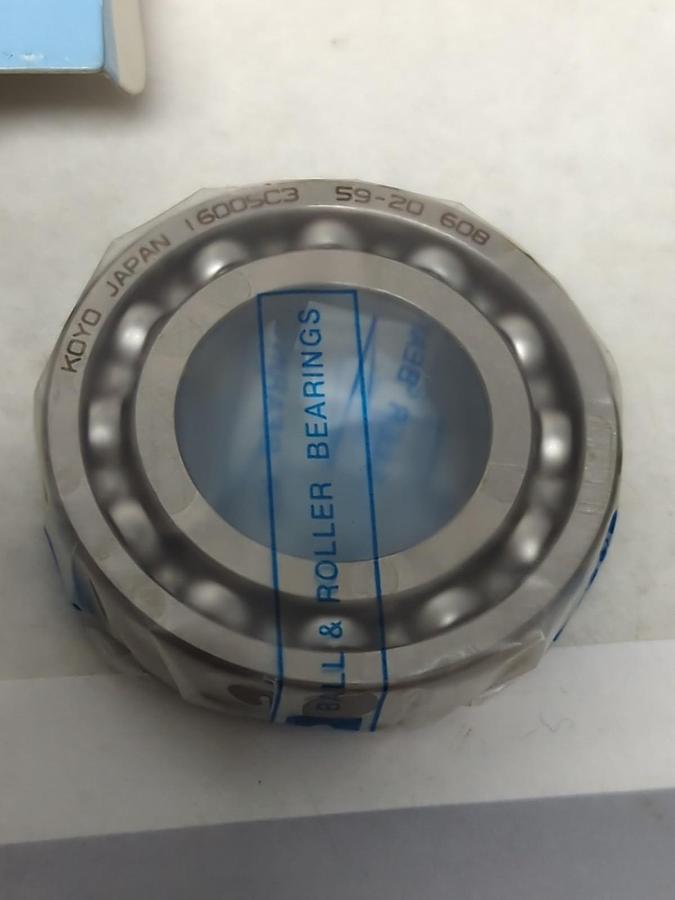 KOYO JAPAN 16005C3 59-20 608
BALL & ROLLER BEARINGS